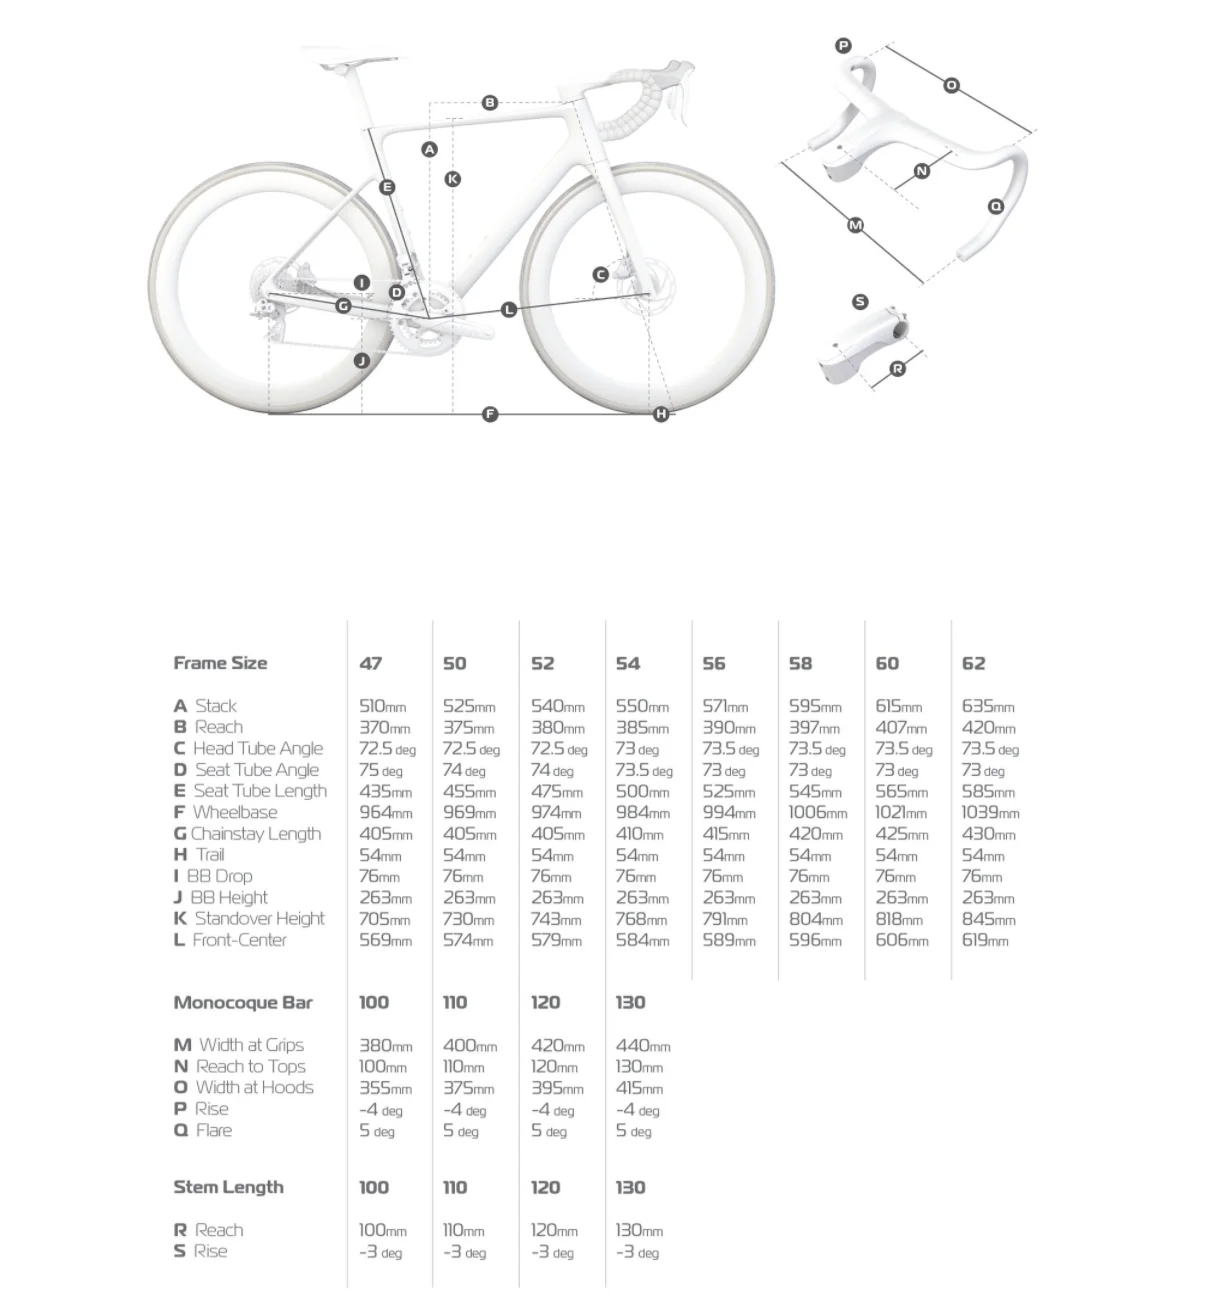 P
B
O
A
K
N
E
Q
M
C
I
D
S
G
L
J
R
F
H
Frame Size 47 50 52 54 56 58 60 62
A Stack 510mm 525mm 540mm 550mm 571mm 595mm 615mm 635mm
B Reach 370mm 375mm 380mm 385mm 390mm 397mm 407mm 420mm
C Head Tube Angle 72.5 deg 72.5 deg 72.5 deg 73 deg 73.5 deg 73.5 deg 73.5 deg 73.5 deg
D Seat Tube Angle 75 deg 74 deg 74 deg 73.5 deg 73 deg 73 deg 73 deg 73 deg
E Seat Tube Length 435mm 455mm 475mm 500mm 525mm 545mm 565mm 585mm
F Wheelbase 964mm 969mm 974mm 984mm 994mm 1006mm 1021mm 1039mm
G Chainstay Length 405mm 405mm 405mm 410mm 415mm 420mm 425mm 430mm
H Trail 54mm 54mm 54mm 54mm 54mm 54mm 54mm 54mm
I BB Drop 76mm 76mm 76mm 76mm 76mm 76mm 76mm 76mm
J BB Height 263mm 263mm 263mm 263mm 263mm 263mm 263mm 263mm
K Standover Height 705mm 730mm 743mm 768mm 791mm 804mm 818mm 845mm
L Front-Center 569mm 574mm 579mm 584mm 589mm 596mm 606mm 619mm
Monocoque Bar 100 110 120 130
M Width at Grips 380mm 400mm 420mm 440mm
N Reach to Tops 100mm 110mm 120mm 130mm
O Width at Hoods 355mm 375mm 395mm 415mm
P Rise -4 deg -4 deg -4 deg -4 deg
Q Flare 5 deg 5 deg 5 deg 5 deg
Stem Length 100 110 120 130
R Reach 100mm 110mm 120mm 130mm
S Rise -3 deg -3 deg -3 deg -3 deg